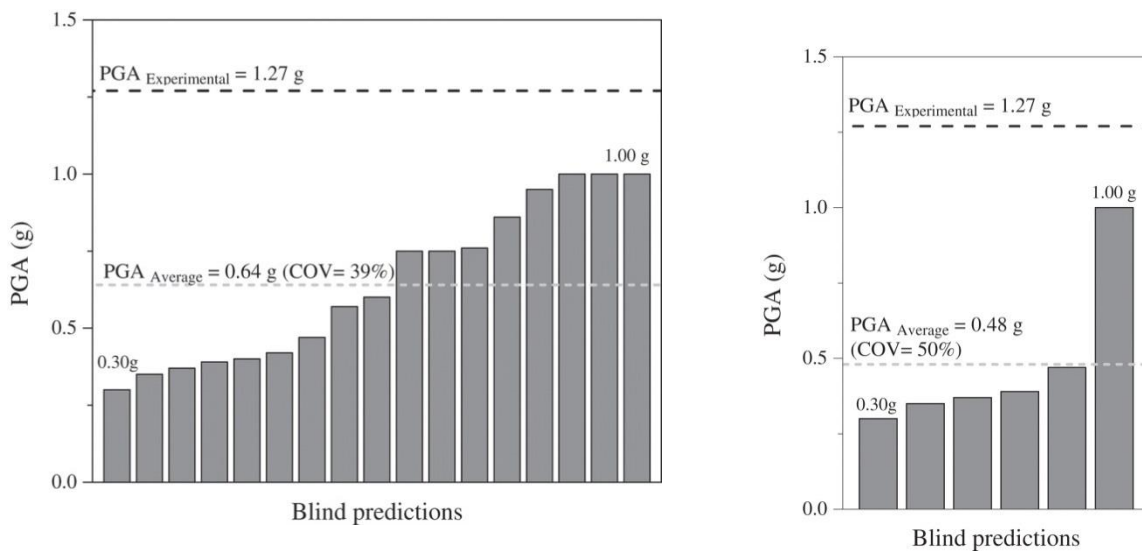 1.5
PGA Experimental = 1.27 g
1.00 g
1.0
PGA (g)
PGA Average = 0.64 g (COV= 39%)
0.5
0.30g
0.0
Blind predictions
1.5
PGA Experimental = 1.27 g
1.00 g
1.0
PGA (g)
PGA Average = 0.48 g
(COV= 50%)
0.5
0.30g
0.0
Blind predictions